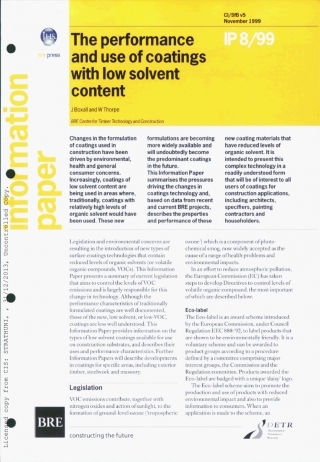 CI/SfB v5
November 1999
IP 8/99
press
The performance
and use of coatings
with low solvent
content
J Boxall and W Thorpe
BRE Centre for Timber Technology and Construction
information
paper
Changes in the formulation
of coatings used in
construction have been
driven by environmental,
health and general
consumer concerns.
Increasingly, coatings of
low solvent content are
being used in areas where,
traditionally, coatings with
relatively high levels of
organic solvent would have
been used. These new
formulations are becoming
more widely available and
will undoubtedly become
the predominant coatings
in the future.
This Information Paper
summarises the pressures
driving the changes in
coatings technology and,
based on data from recent
and current BRE projects,
describes the properties
and performance of these
new coating materials that
have reduced levels of
organic solvent. It is
intended to present this
complex technology in a
readily understood form
that will be of interest to all
users of coatings for
construction applications,
including architects,
specifiers, painting
contractors and
householders.
Legislation and environmental concerns are
resulting in the introduction of new types of
surface coatings technologies that contain
reduced levels of organic solvents (or volatile
organic compounds, VOCs). This Information
Paper presents a summary of current legislation
that aims to control the levels of VOC
emissions and is largely responsible for this
change in technology. Although the
performance characteristics of traditionally
formulated coatings are well documented,
those of the new, low solvent, or low-VOC,
coatings are less well understood. This
Information Paper provides information on the
types of low solvent coatings available for use
on construction substrates, and describes their
uses and performance characteristics. Further
Information Papers will describe developments
in coatings for specific areas, including exterior
timber, steelwork and masonry.
Legislation
VOC emissions contribute, together with
nitrogen oxides and action of sunlight, to the
formation of ground-level ozone ('tropospheric
ozone') which is a component of photo-
chemical smog, now widely accepted as the
cause of a range of health problems and
environmental impacts.
In an effort to reduce atmospheric pollution,
the European Commission (EC) has taken
steps to develop Directives to control levels of
volatile organic compound, the most important
of which are described below.
Eco-label
The Eco-label is an award scheme introduced
by the European Commission, under Council
Regulation EEC 880/92, to label products that
are shown to be environmentally friendly. It is a
voluntary scheme and can be awarded to
product groups according to a procedure
defined by a committee comprising major
interest groups, the Commission and the
Regulation committee. Products awarded the
Eco-label are badged with a unique 'daisy' logo.
The Eco-label scheme aims to promote the
production and use of products with reduced
environmental impact and also to provide
information to consumers. When an
application is made to the scheme, an
BRE
constructing the future
DETR